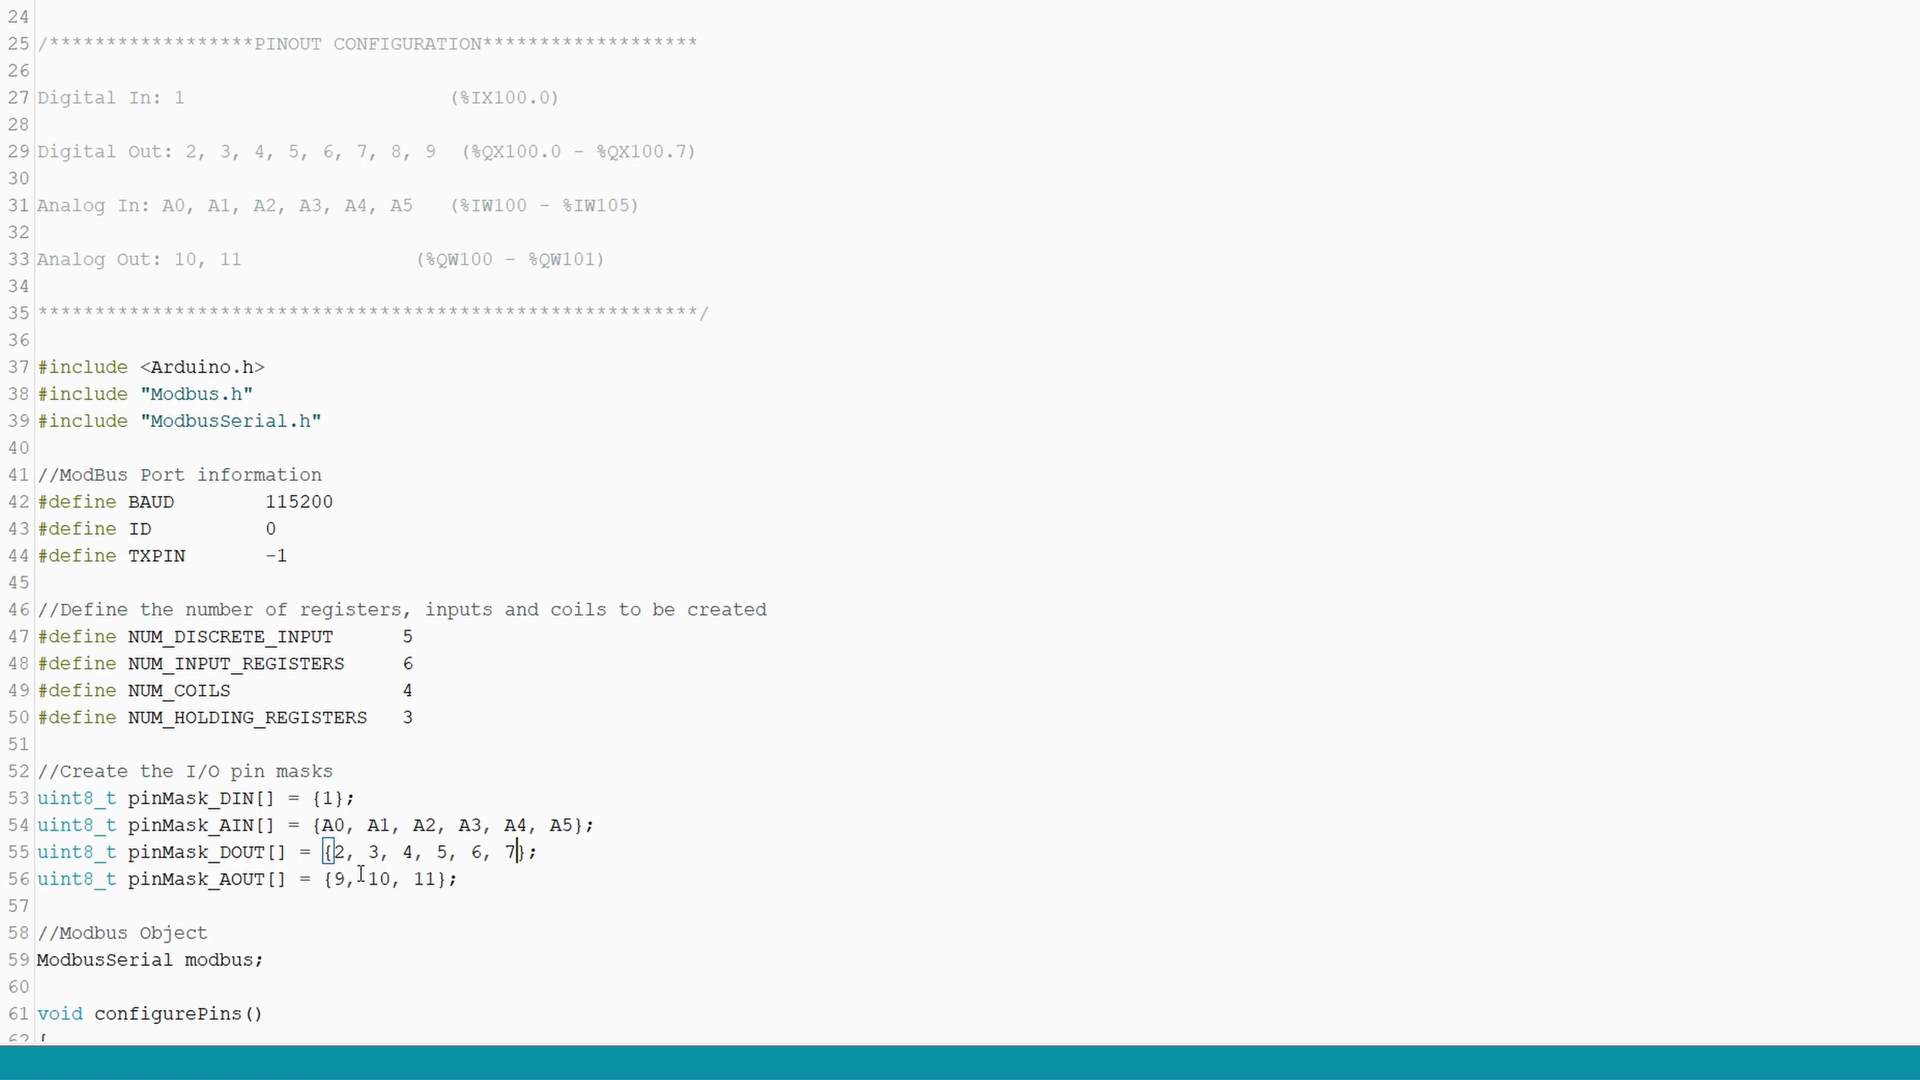 24
25 /******************PINOUT CONFIGURATION*******************
26
27 Digital In: 1 (%IX100.0)
28
29 Digital Out: 2, 3, 4, 5, 6, 7, 8, 9 (%QX100.0 - %QX100.7)
30
31 Analog In: A0, A1, A2, A3, A4, A5 (%IW100 - %IW105)
32
33 Analog Out: 10, 11 (%QW100 - %QW101)
34
35 **********************************************************/
36
37 #include <Arduino.h>
38 #include "Modbus.h"
39 #include "ModbusSerial.h"
40
41 //ModBus Port information
42 #define BAUD 115200
43 #define ID 0
44 #define TXPIN -1
45
46 //Define the number of registers, inputs and coils to be created
47 #define NUM_DISCRETE_INPUT 5
48 #define NUM_INPUT_REGISTERS 6
49 #define NUM_COILS 4
50 #define NUM_HOLDING_REGISTERS 3
51
52 //Create the I/O pin masks
53 uint8_t pinMask_DIN[] = {1};
54 uint8_t pinMask_AIN[] = {A0, A1, A2, A3, A4, A5};
55 uint8_t pinMask_DOUT[] = {2, 3, 4, 5, 6, 7};
56 uint8_t pinMask_AOUT[] = {9, 10, 11};
57
58 //Modbus Object
59 ModbusSerial modbus;
60
61 void configurePins()
62 {